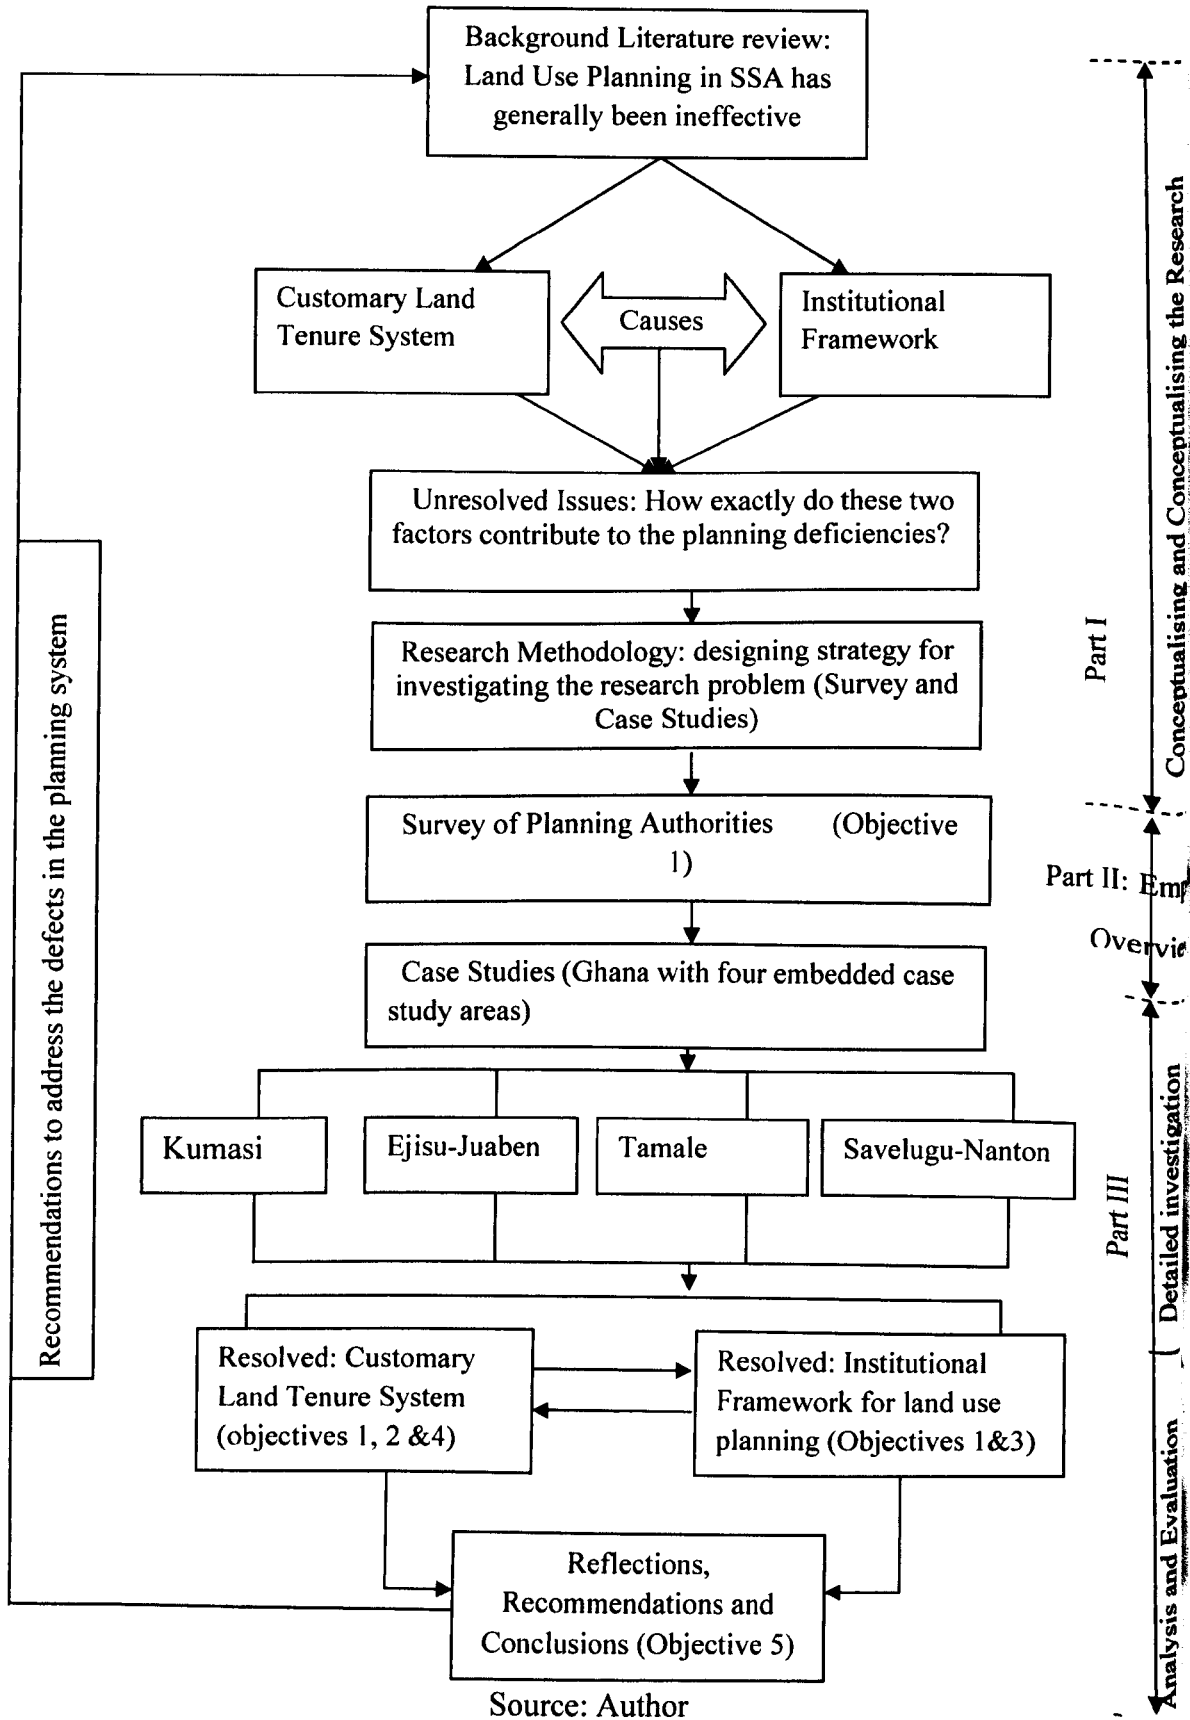 Background Literature review:
Land Use Planning in SSA has
generally been ineffective
Customary Land
Tenure System
Causes
Institutional
Framework
Unresolved Issues: How exactly do these two
factors contribute to the planning deficiencies?
Research Methodology: designing strategy for
investigating the research problem (Survey and
Case Studies)
Survey of Planning Authorities (Objective
1)
Case Studies (Ghana with four embedded case
study areas)
Kumasi
Ejisu-Juaben
Tamale
Savelugu-Nanton
Resolved: Customary
Land Tenure System
(objectives 1, 2 &4)
Resolved: Institutional
Framework for land use
planning (Objectives 1&3)
Reflections,
Recommendations and
Conclusions (Objective 5)
Recommendations to address the defects in the planning system
Part I
Conceptualising and Conceptualising the Research
Part II:
Part III
Detailed investigation
Analysis and Evaluation
Source: Author